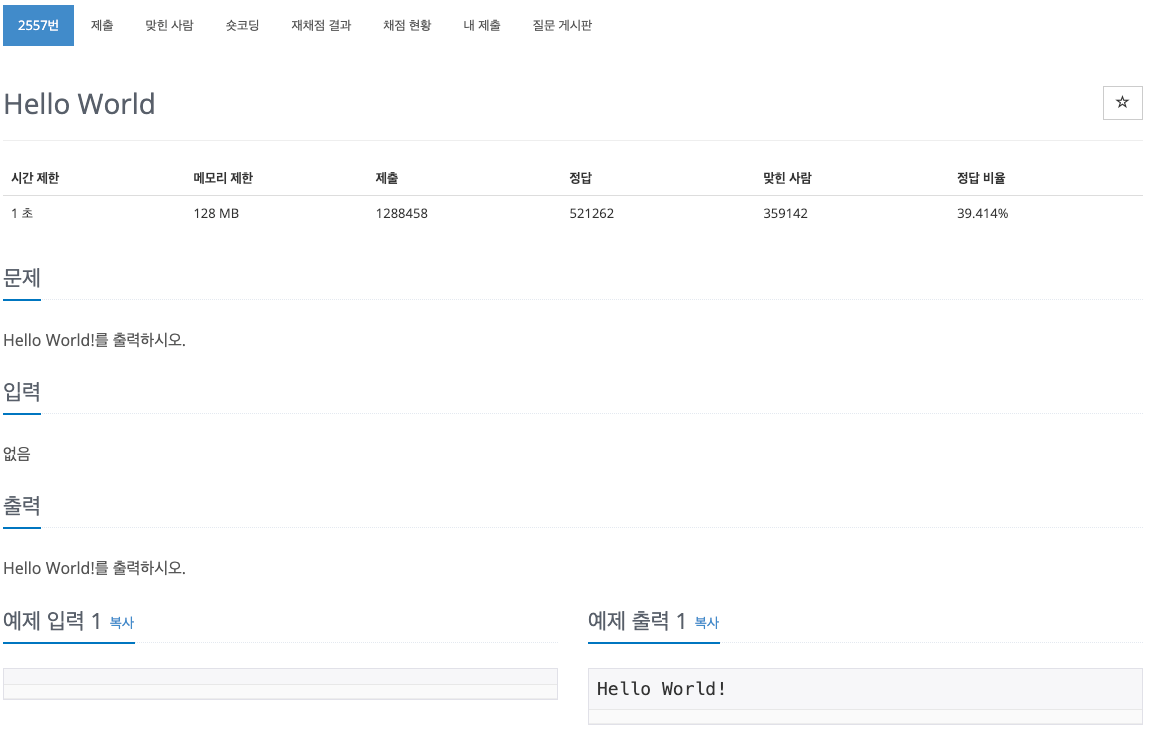 2557번 제출 맞힌 사람 숏코딩 재채점 결과 채점 현황 내 제출 질문 게시판
Hello World
☆
시간 제한 메모리 제한 제출 정답 맞힌 사람 정답 비율
1 초 128 MB 1288458 521262 359142 39.414%
문제
Hello World!를 출력하시오.
입력
없음
출력
Hello World!를 출력하시오.
예제 입력 1 복사
예제 출력 1 복사
Hello World!